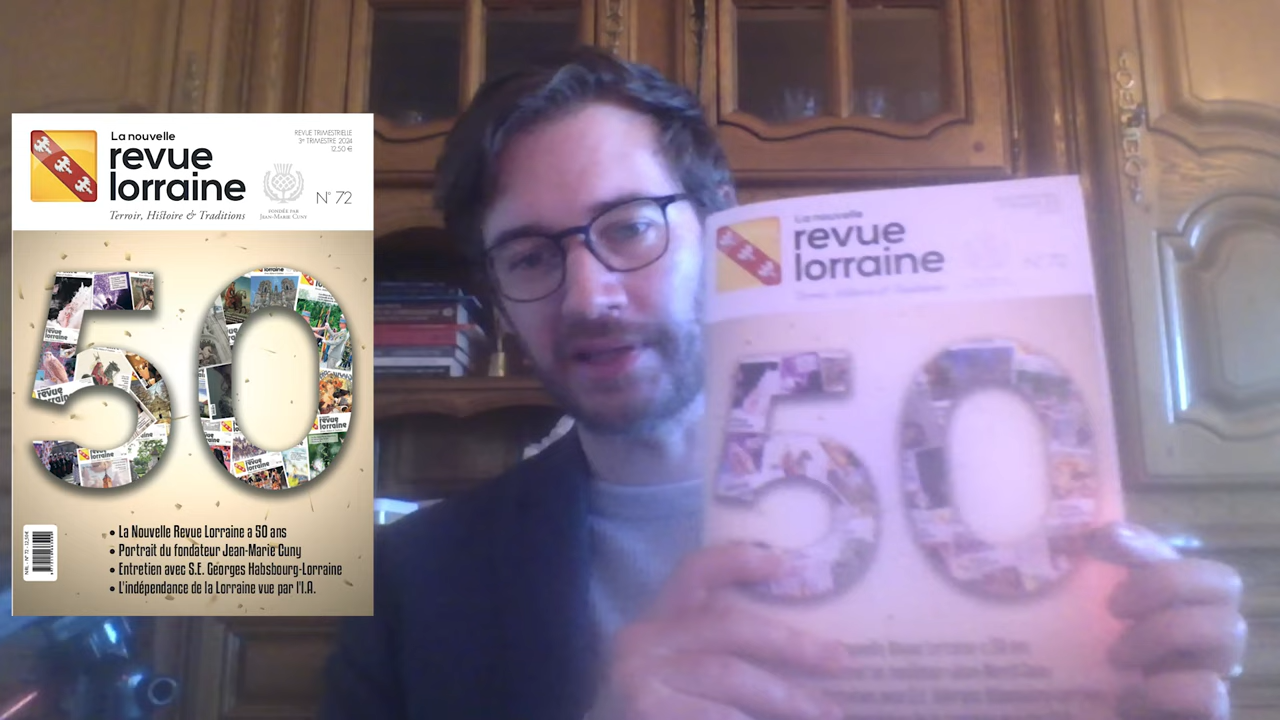 La nouvelle
revue
lorraine
Terroir, Histoire & Traditions
REVUE TRIMESTRIELLE
3e TRIMESTRE 2024
12,50 €
FONDÉE PAR
JEAN-MARIE CUNY
N° 72
50
• La Nouvelle Revue Lorraine a 50 ans
• Portrait du fondateur Jean-Marie Cuny
• Entretien avec S.E. Georges Habsbourg-Lorraine
• L'indépendance de la Lorraine vue par l'I.A.
La nouvelle
revue
lorraine
50